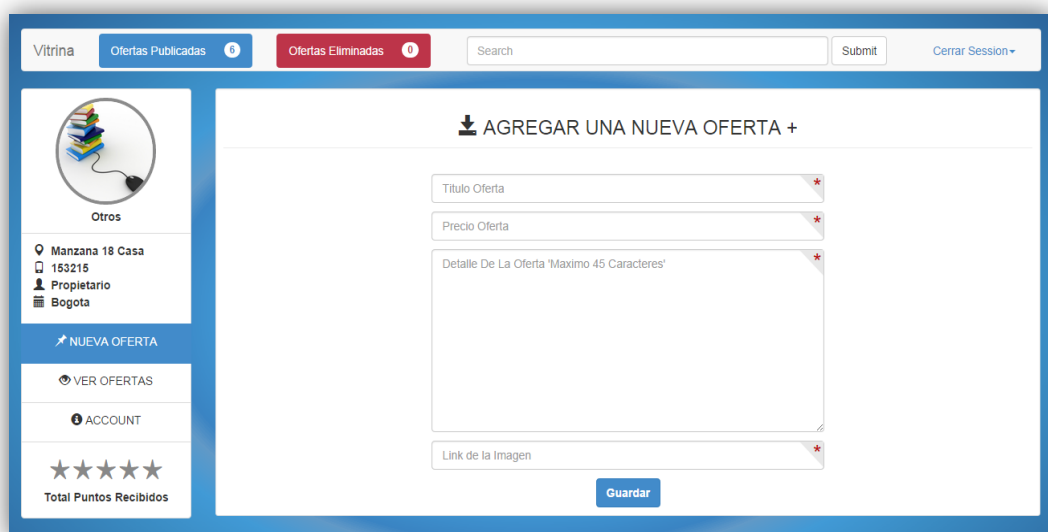 Vitrina
Ofertas Publicadas 6
Ofertas Eliminadas 0
Search
Submit
Cerrar Session
Otros
Manzana 18 Casa
153215
Propietario
Bogota
NUEVA OFERTA
VER OFERTAS
ACCOUNT
Total Puntos Recibidos
AGREGAR UNA NUEVA OFERTA +
Titulo Oferta *
Precio Oferta *
Detalle De La Oferta 'Maximo 45 Caracteres' *
Link de la Imagen *
Guardar